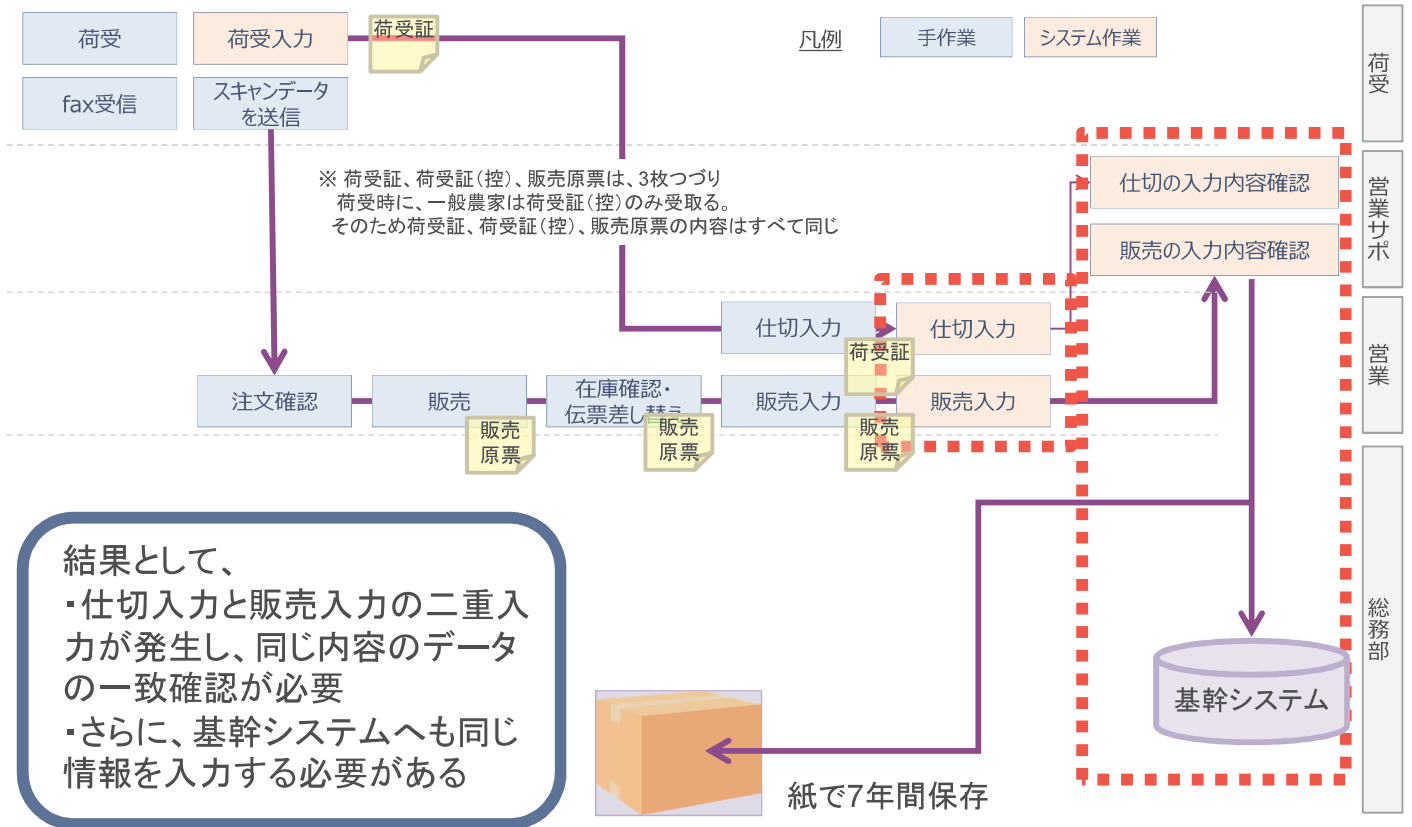 荷受
荷受入力
荷受証
凡例
手作業
システム作業
荷受
fax受信
スキャンデータ
を送信
※ 荷受証、荷受証(控)、販売原票は、3枚つづり
荷受時に、一般農家は荷受証(控)のみ受取る。
そのため荷受証、荷受証(控)、販売原票の内容はすべて同じ
仕切の入力内容確認
販売の入力内容確認
営業サポ
仕切入力
仕切入力
荷受証
営業
注文確認
販売
在庫確認・
伝票差し替え
販売入力
販売入力
販売
原票
販売
原票
販売
原票
結果として、
・仕切入力と販売入力の二重入
力が発生し、同じ内容のデータ
の一致確認が必要
・さらに、基幹システムへも同じ
情報を入力する必要がある
紙で7年間保存
基幹システム
総務部